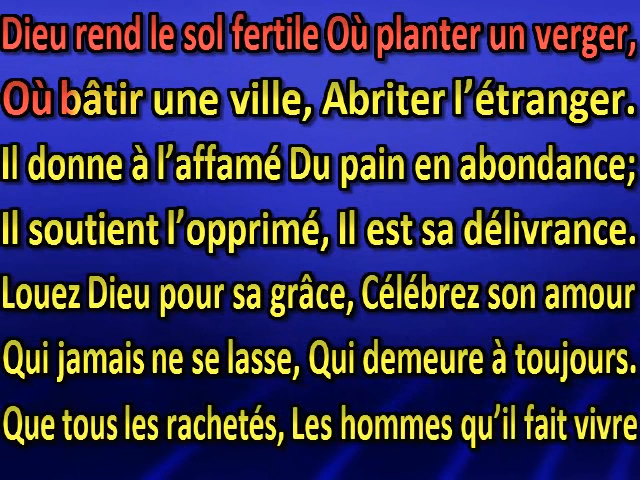 Dieu rend le sol fertile Où planter un verger,
Où bâtir une ville, Abriter l’étranger.
Il donne à l’affamé Du pain en abondance;
Il soutient l’opprimé, Il est sa délivrance.
Louez Dieu pour sa grâce, Célébrez son amour
Qui jamais ne se lasse, Qui demeure à toujours.
Que tous les rachetés, Les hommes qu’il fait vivre